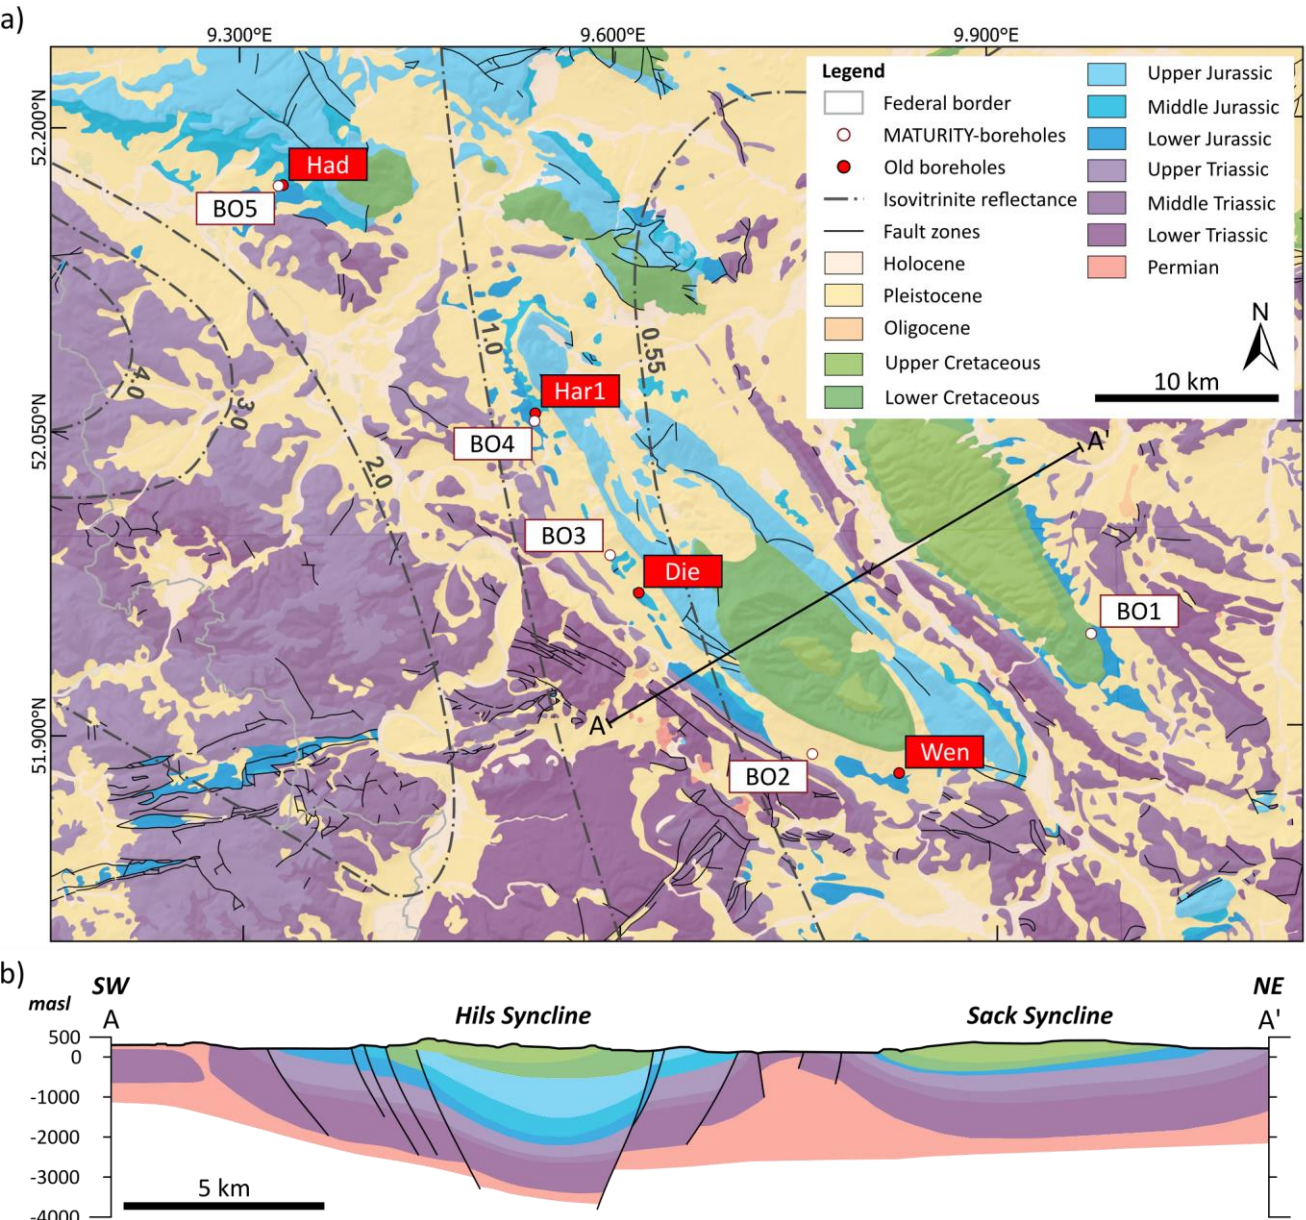 a)
9.300°E
9.600°E
9.900°E
52.200°N
52.050°N
51.900°N
Legend
Federal border
MATURITY-boreholes
Old boreholes
Isovitrinite reflectance
Fault zones
Holocene
Pleistocene
Oligocene
Upper Cretaceous
Lower Cretaceous
Upper Jurassic
Middle Jurassic
Lower Jurassic
Upper Triassic
Middle Triassic
Lower Triassic
Permian
N
10 km
Had
BO5
1.0
0.55
4.0
3.0
2.0
Har1
BO4
A'
BO3
Die
BO1
A
Wen
BO2
b)
SW
NE
masl
A
Hils Syncline
Sack Syncline
A'
500
0
-1000
-2000
-3000
-4000
5 km